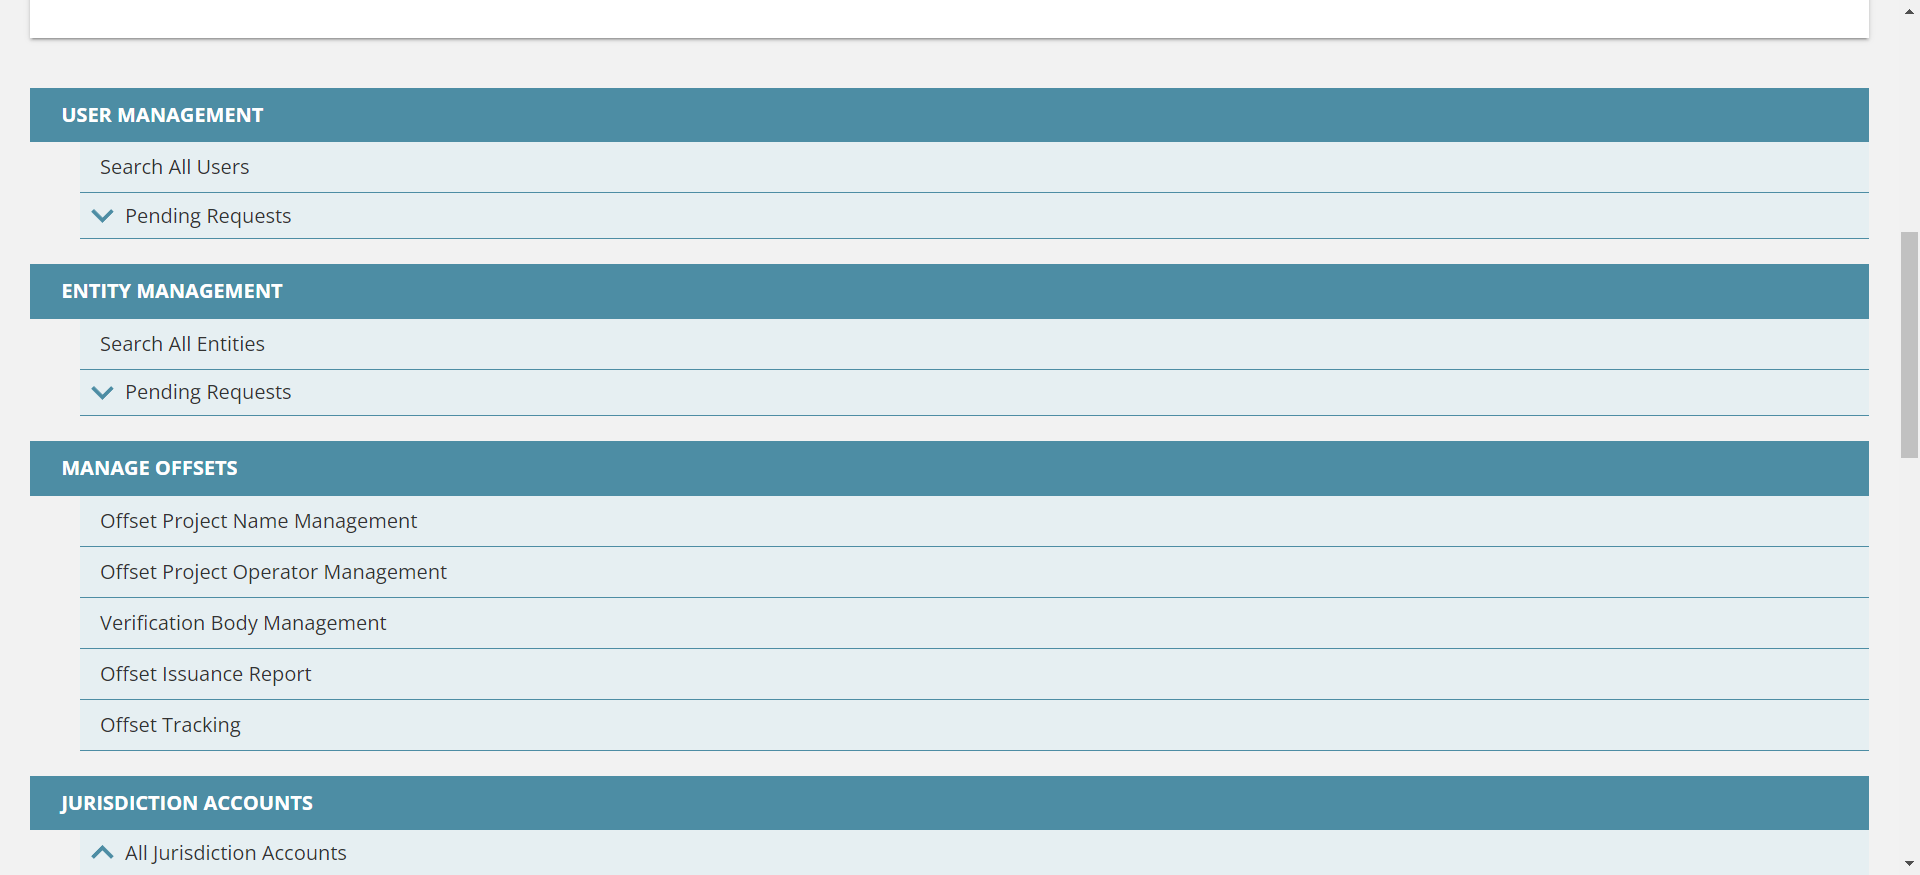 USER MANAGEMENT
Search All Users
Pending Requests
ENTITY MANAGEMENT
Search All Entities
Pending Requests
MANAGE OFFSETS
Offset Project Name Management
Offset Project Operator Management
Verification Body Management
Offset Issuance Report
Offset Tracking
JURISDICTION ACCOUNTS
All Jurisdiction Accounts